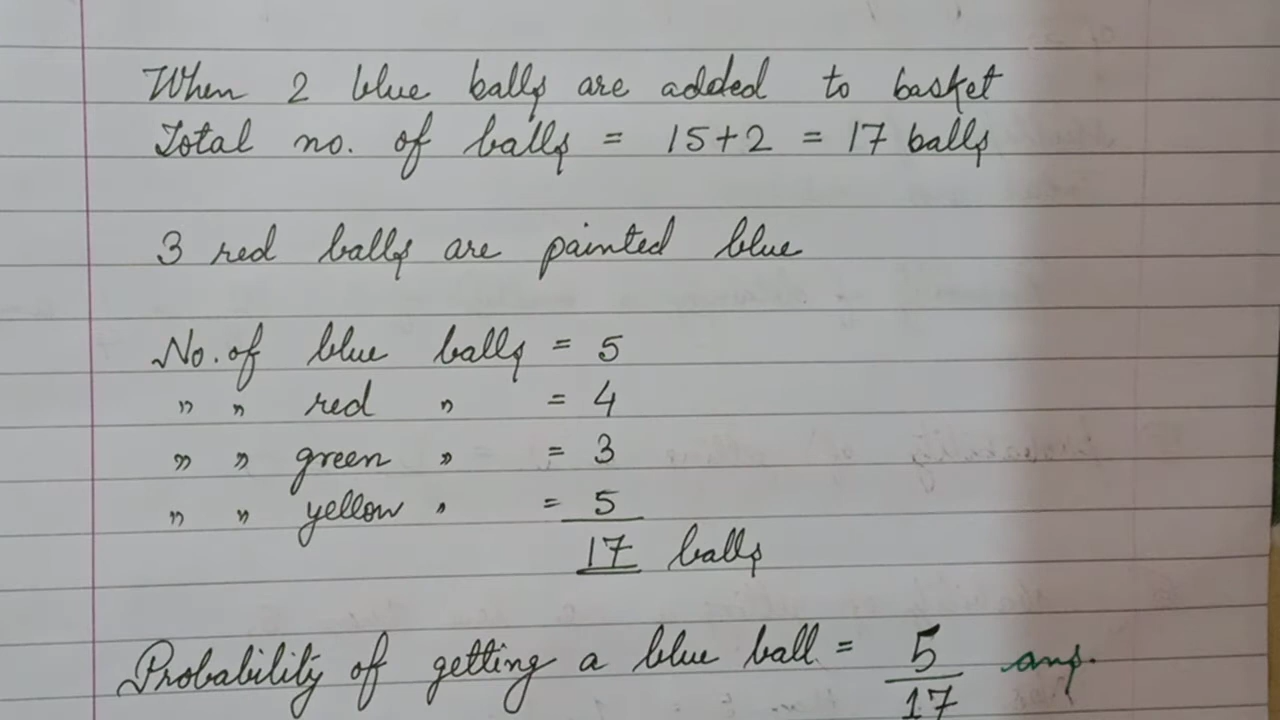 When 2 blue balls are added to basket
Total no. of balls = 15+2 = 17 balls
3 red balls are painted blue
No. of blue balls = 5
" " red " = 4
" " green " = 3
" " yellow " = 5
17 balls
Probability of getting a blue ball = 5/17 ans.